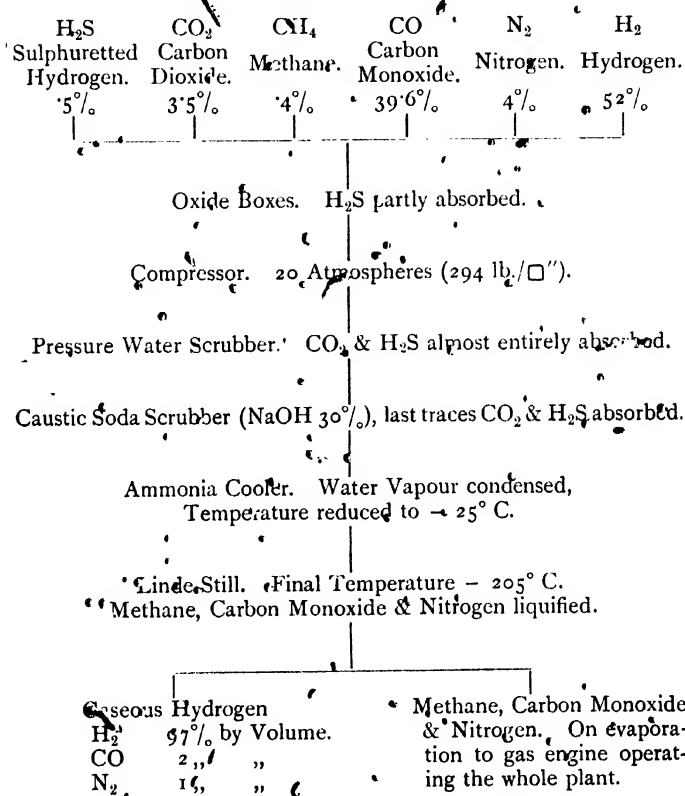 H₂S CO₂ CH₄ CO N₂ H₂
Sulphuretted Carbon Methane. Carbon Nitrogen. Hydrogen.
Hydrogen. Dioxide. Monoxide.
·5% 3·5% ·4% 39·6% 4% 52%
Oxide Boxes. H₂S partly absorbed.
Compressor. 20 Atmospheres (294 lb./□″).
Pressure Water Scrubber. CO₂ & H₂S almost entirely absorbed.
Caustic Soda Scrubber (NaOH 30%), last traces CO₂ & H₂S absorbed.
Ammonia Cooler. Water Vapour condensed,
Temperature reduced to – 25° C.
Linde Still. Final Temperature – 205° C.
Methane, Carbon Monoxide & Nitrogen liquified.
Gaseous Hydrogen
H₂ 97% by Volume.
CO 2 ,, ,,
N₂ 1 ,, ,,
Methane, Carbon Monoxide
& Nitrogen. On evapora-
tion to gas engine operat-
ing the whole plant.